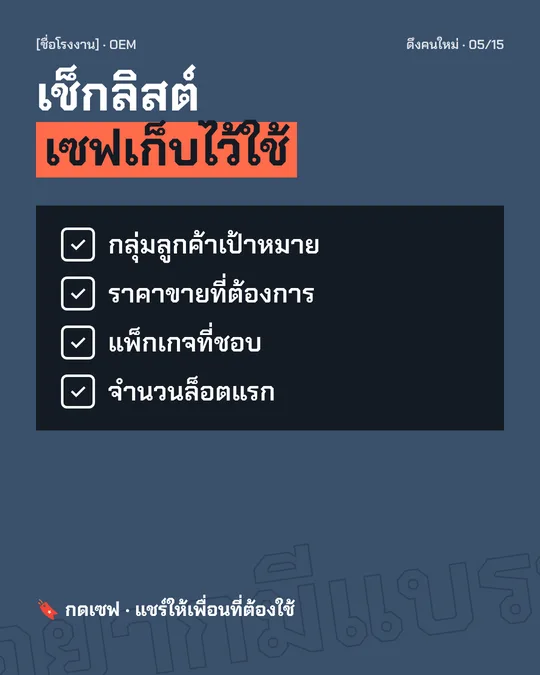 [ชื่อโรงงาน] · OEM
ดึงคนใหม่ · 05/15
เช็กลิสต์
เซฟเก็บไว้ใช้
กลุ่มลูกค้าเป้าหมาย
ราคาขายที่ต้องการ
แพ็กเกจที่ชอบ
จำนวนล็อตแรก
กดเซฟ · แชร์ให้เพื่อนที่ต้องใช้